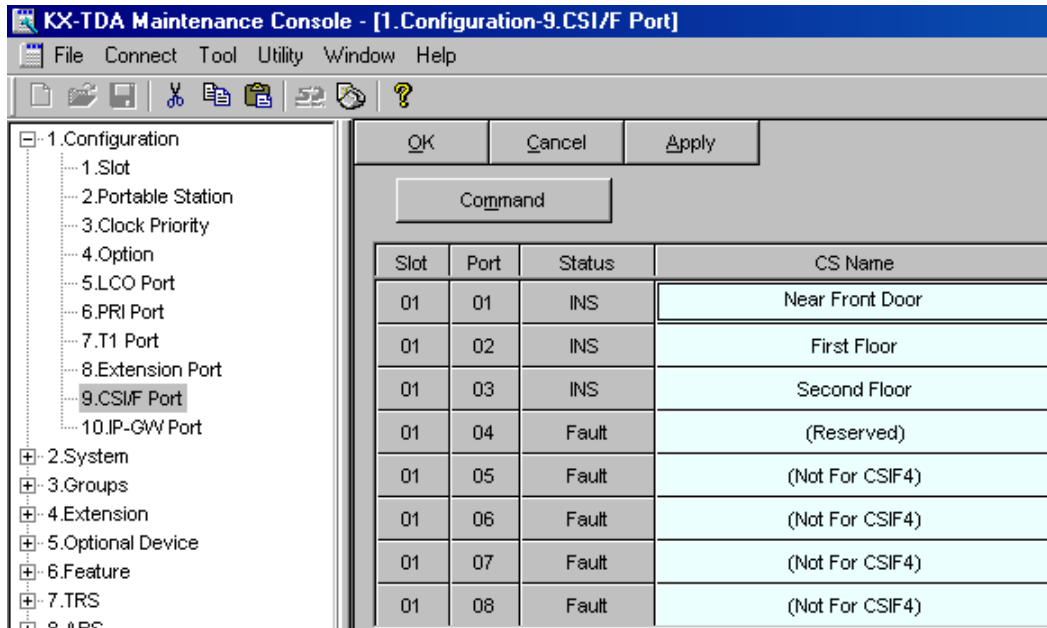 KX-TDA Maintenance Console - [1.Configuration-9.CSI/F Port]
File Connect Tool Utility Window Help
1.Configuration
1.Slot
2.Portable Station
3.Clock Priority
4.Option
5.LCO Port
6.PRI Port
7.T1 Port
8.Extension Port
9.CSI/F Port
10.IP-GW Port
2.System
3.Groups
4.Extension
5.Optional Device
6.Feature
7.TRS
OK Cancel Apply
Command
Slot Port Status CS Name
01 01 INS Near Front Door
01 02 INS First Floor
01 03 INS Second Floor
01 04 Fault (Reserved)
01 05 Fault (Not For CSIF4)
01 06 Fault (Not For CSIF4)
01 07 Fault (Not For CSIF4)
01 08 Fault (Not For CSIF4)